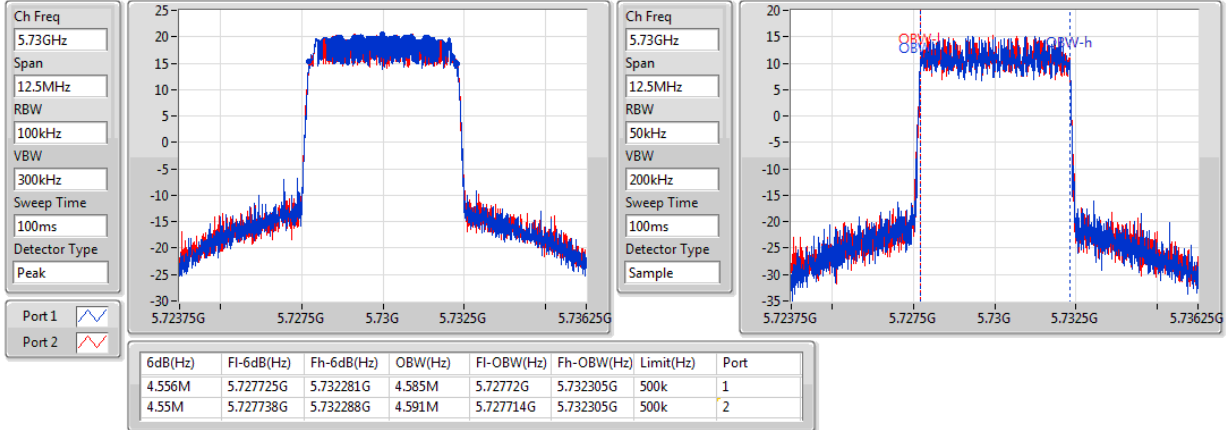 Ch Freq
5.73GHz
Span
12.5MHz
RBW
100kHz
VBW
300kHz
Sweep Time
100ms
Detector Type
Peak
Port 1
Port 2
25
20
15
10
5
0
-5
-10
-15
-20
-25
-30
5.72375G 5.7275G 5.73G 5.7325G 5.73625G
Ch Freq
5.73GHz
Span
12.5MHz
RBW
50kHz
VBW
200kHz
Sweep Time
100ms
Detector Type
Sample
20
15
10
5
0
-5
-10
-15
-20
-25
-30
-35
OBW-h
5.72375G 5.7275G 5.73G 5.7325G 5.73625G
6dB(Hz) Fl-6dB(Hz) Fh-6dB(Hz) OBW(Hz) Fl-OBW(Hz) Fh-OBW(Hz) Limit(Hz) Port
4.556M 5.727725G 5.732281G 4.585M 5.72772G 5.732305G 500k 1
4.55M 5.727738G 5.732288G 4.591M 5.727714G 5.732305G 500k 2